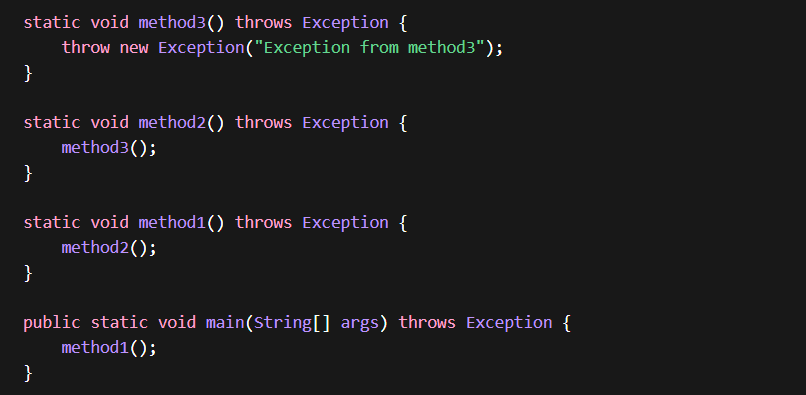 static void method3() throws Exception {
    throw new Exception("Exception from method3");
}

static void method2() throws Exception {
    method3();
}

static void method1() throws Exception {
    method2();
}

public static void main(String[] args) throws Exception {
    method1();
}